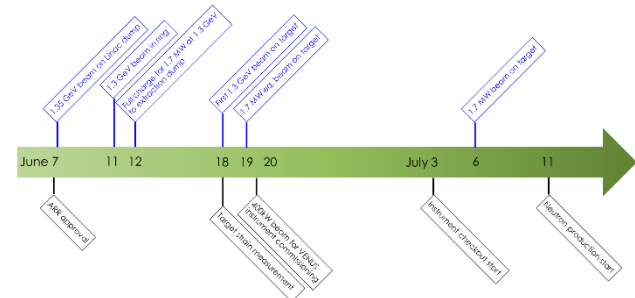 1.35 GeV beam on Linac dump
1.3 GeV beam in ring
Full charge for 1.7 MW at 1.3 GeV
to extraction dump
First 1.3 GeV beam on target
1.7 MW eq. beam on target
1.7 MW beam on target
June 7 11 12 18 19 20 July 3 6 11
ARR approval
Target strain measurement
400kW beam for VENUS
instrument commissioning
Instrument checkout start
Neutron production start